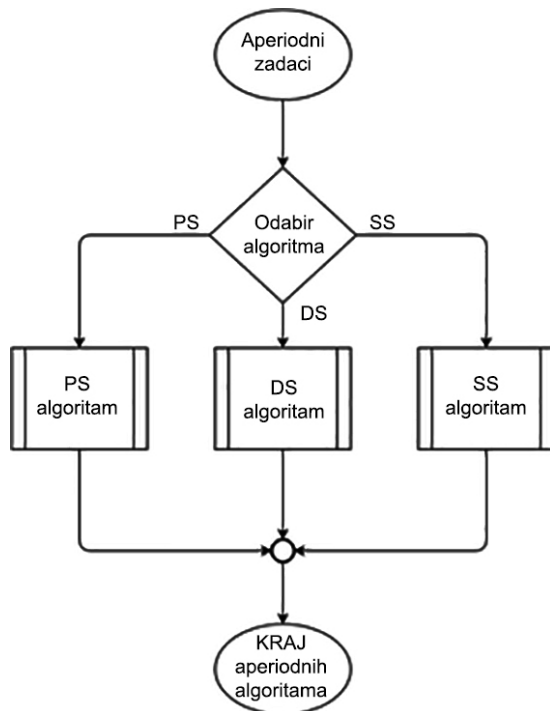 Aperiodni
zadaci
Odabir
algoritma
PS
SS
DS
PS
algoritam
DS
algoritam
SS
algoritam
KRAJ
aperiodnih
algoritama